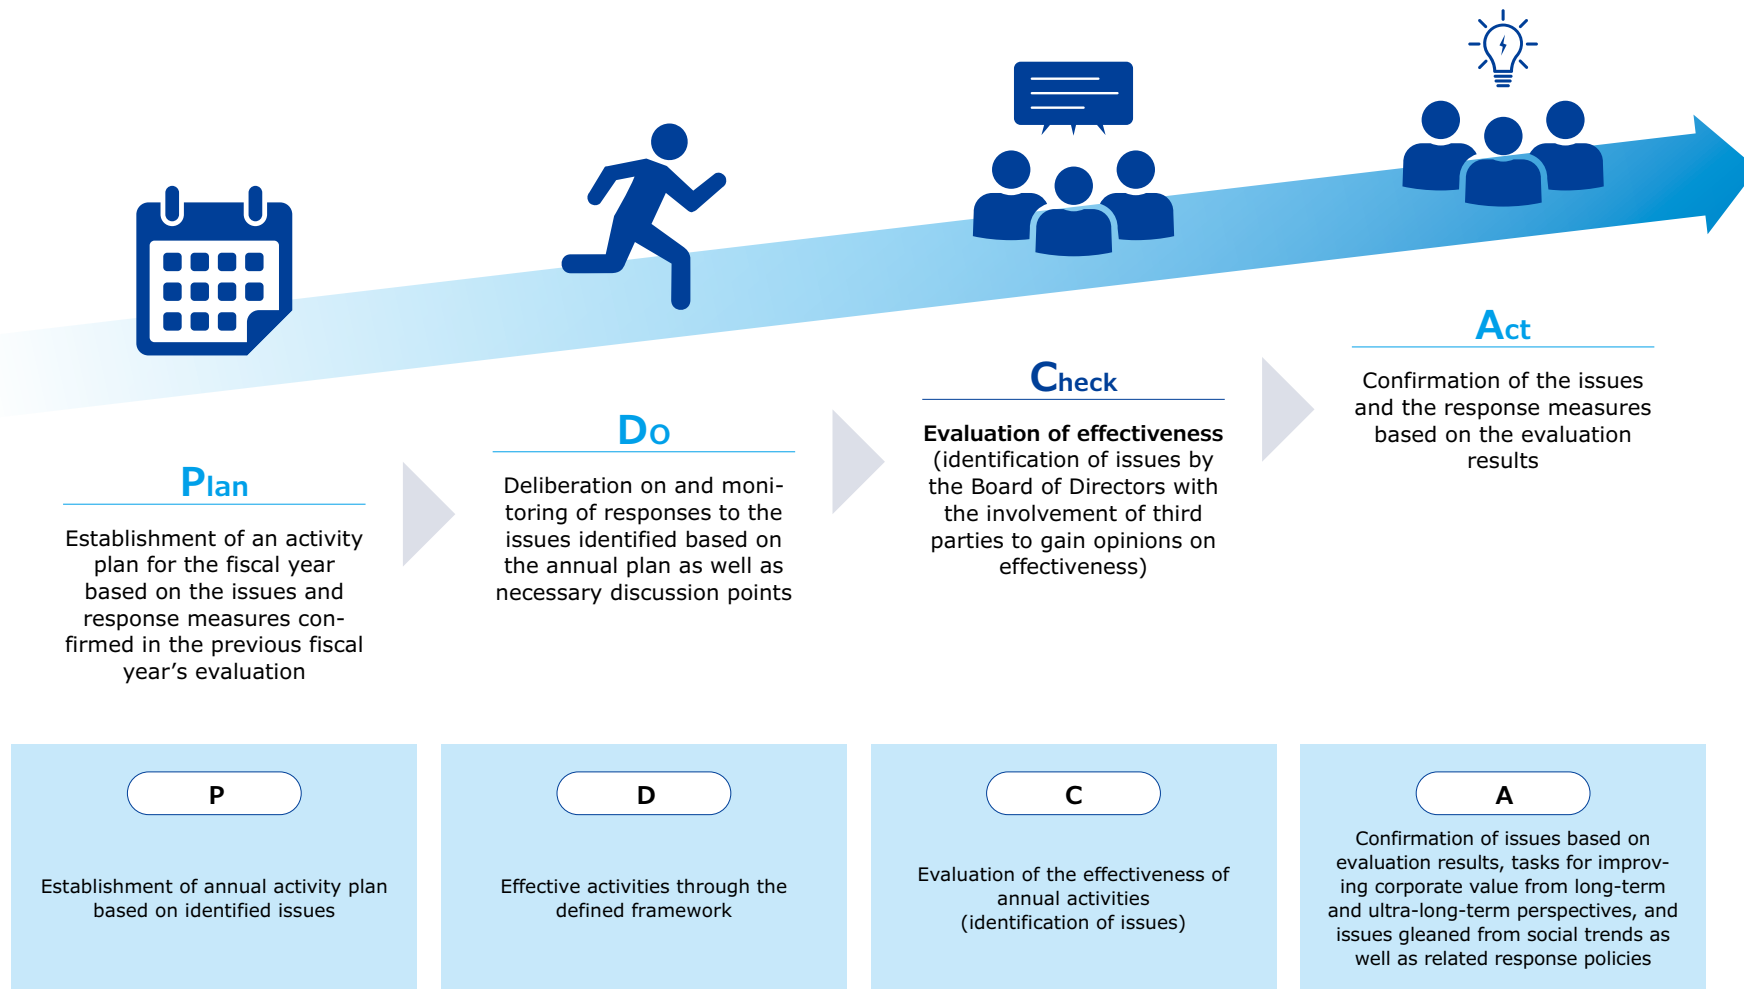 Plan
Establishment of an activity
plan for the fiscal year
based on the issues and
response measures con-
firmed in the previous fiscal
year’s evaluation
Do
Deliberation on and moni-
toring of responses to the
issues identified based on
the annual plan as well as
necessary discussion points
Check
Evaluation of effectiveness
(identification of issues by
the Board of Directors with
the involvement of third
parties to gain opinions on
effectiveness)
Act
Confirmation of the issues
and the response measures
based on the evaluation
results
P
Establishment of annual activity plan
based on identified issues
D
Effective activities through the
defined framework
C
Evaluation of the effectiveness of
annual activities
(identification of issues)
A
Confirmation of issues based on
evaluation results, tasks for improv-
ing corporate value from long-term
and ultra-long-term perspectives, and
issues gleaned from social trends as
well as related response policies